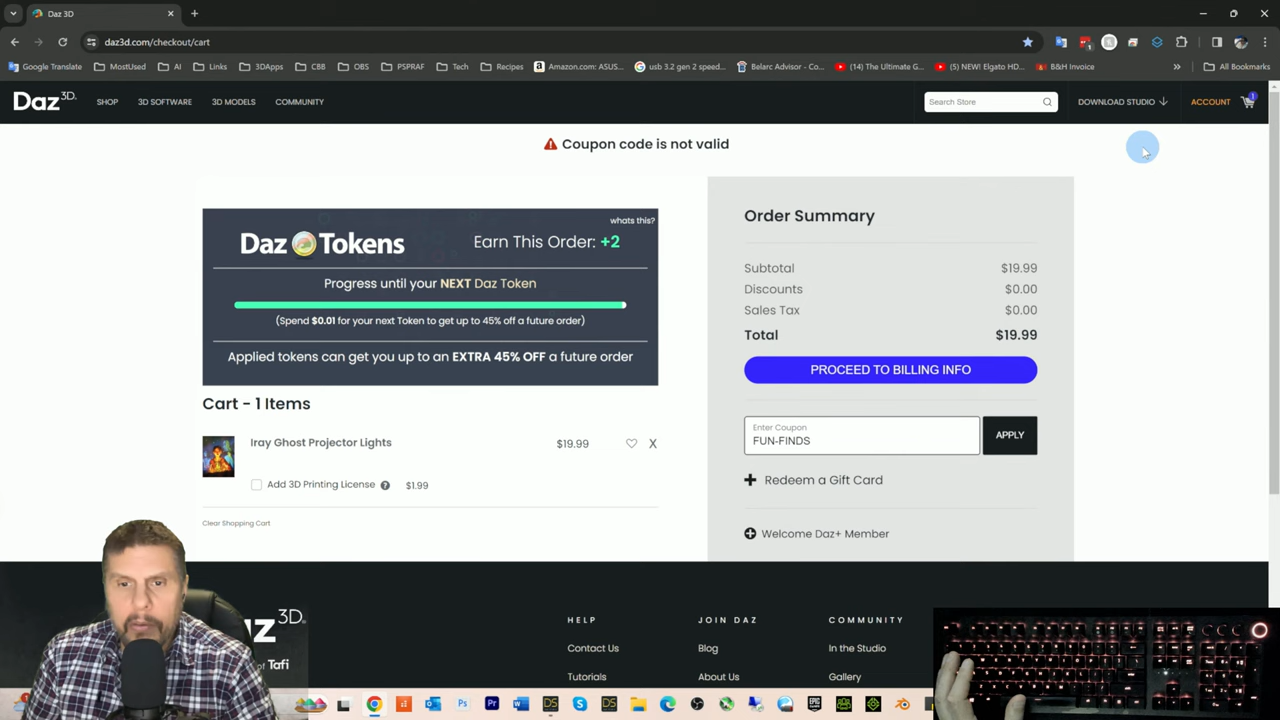 Daz 3D
daz3d.com/checkout/cart
Google Translate MostUsed AI Links 3DApps CBB OBS PSPRAF Tech Recipes Amazon.com: ASUS... usb 3.2 gen 2 speed... Belarc Advisor - Co... (14) The Ultimate G... (5) NEW! Elgato HD... B&H Invoice » All Bookmarks
Daz 3D. SHOP 3D SOFTWARE 3D MODELS COMMUNITY Search Store DOWNLOAD STUDIO ACCOUNT 1
Coupon code is not valid
whats this?
Daz Tokens Earn This Order: +2
Progress until your NEXT Daz Token
(Spend $0.01 for your next Token to get up to 45% off a future order)
Applied tokens can get you up to an EXTRA 45% OFF a future order
Cart - 1 Items
Iray Ghost Projector Lights $19.99 X
Add 3D Printing License ? $1.99
Clear Shopping Cart
Order Summary
Subtotal $19.99
Discounts $0.00
Sales Tax $0.00
Total $19.99
PROCEED TO BILLING INFO
Enter Coupon
FUN-FINDS
APPLY
Redeem a Gift Card
Welcome Daz+ Member
3D.
of Tafi
HELP
Contact Us
Tutorials
JOIN DAZ
Blog
About Us
COMMUNITY
In the Studio
Gallery